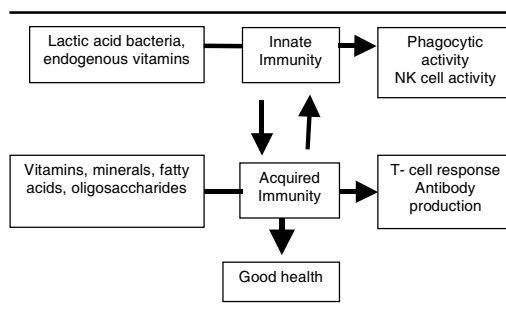 Lactic acid bacteria,
endogenous vitamins
Innate
Immunity
Phagocytic
activity
NK cell activity
Vitamins, minerals, fatty
acids, oligosaccharides
Acquired
Immunity
T- cell response
Antibody
production
Good health